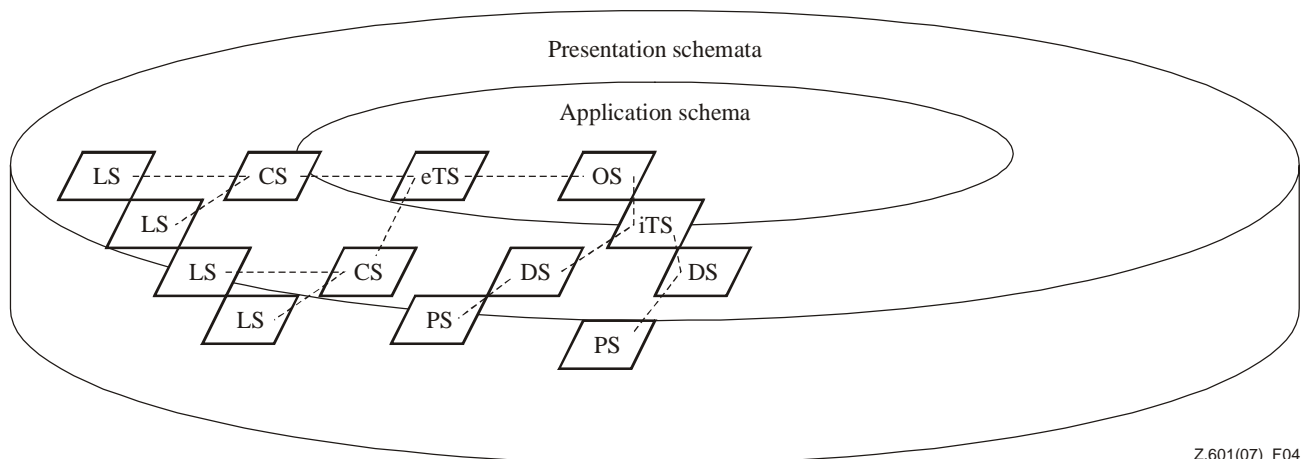 Presentation schemata
Application schema
LS
CS
eTS
OS
LS
iTS
LS
CS
DS
DS
LS
PS
PS
Z.601(07)_F04